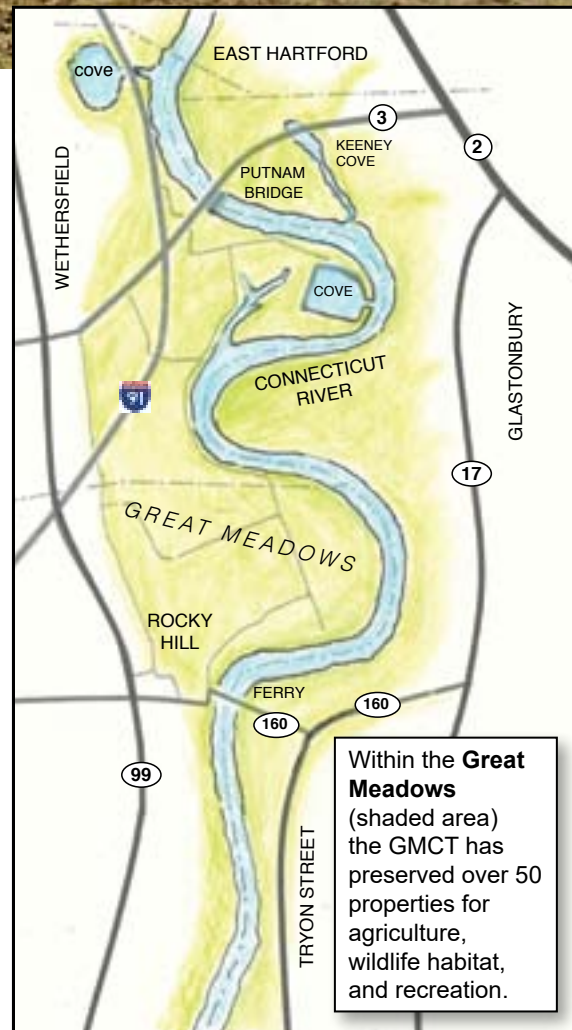 EAST HARTFORD
cove
3
KEENEY
COVE
2
PUTNAM
BRIDGE
WETHERSFIELD
COVE
CONNECTICUT
RIVER
GLASTONBURY
91
17
GREAT MEADOWS
ROCKY
HILL
FERRY
160
160
99
TRYON STREET
Within the Great
Meadows
(shaded area)
the GMCT has
preserved over 50
properties for
agriculture,
wildlife habitat,
and recreation.